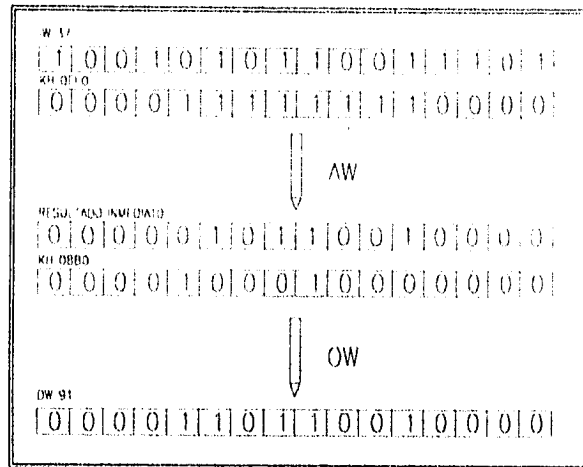 1 0 0 1 0 1 0 1 1 0 0 1 1 1 0 1
KH 0FF0
0 0 0 0 1 1 1 1 1 1 1 1 0 0 0 0
AW
RESULTADO INMEDIATO
0 0 0 0 0 1 0 1 1 0 0 1 0 0 0 0
KH 0880
0 0 0 0 1 0 0 0 1 0 0 0 0 0 0 0
OW
DW 91
0 0 0 0 1 1 0 1 1 0 0 1 0 0 0 0